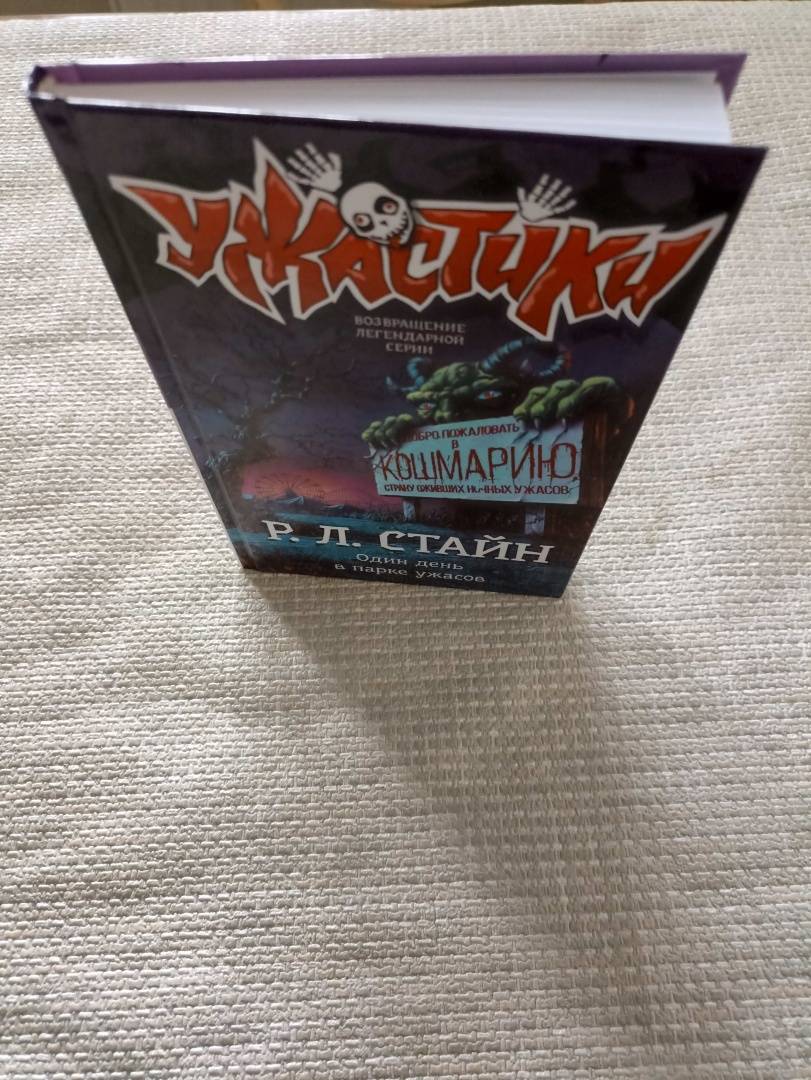 УЖАСТИКИ
ВОЗВРАЩЕНИЕ
ЛЕГЕНДАРНОЙ
СЕРИИ
ДОБРО ПОЖАЛОВАТЬ
В
КОШМАРИЮ
СТРАНУ ОЖИВШИХ НОЧНЫХ УЖАСОВ
Р. Л. СТАЙН
Один день
в парке ужасов